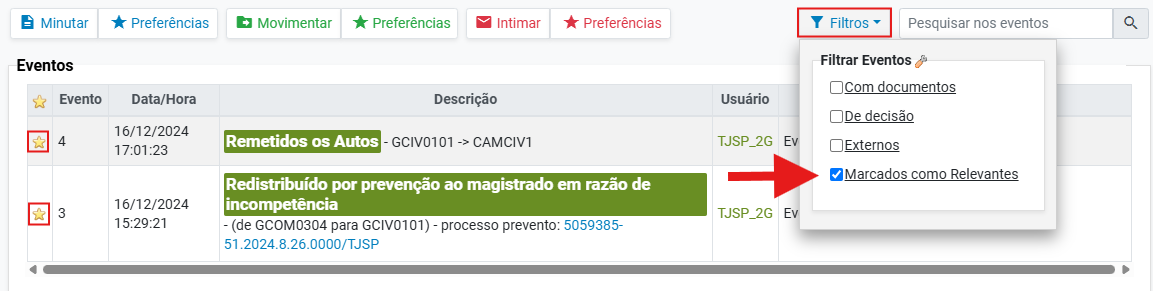 Minutar Preferências Movimentar Preferências Intimar Preferências Filtros Pesquisar nos eventos
Eventos
Filtrar Eventos
Com documentos
De decisão
Externos
Marcados como Relevantes
Evento Data/Hora Descrição Usuário
4 16/12/2024 17:01:23 Remetidos os Autos - GCIV0101 -> CAMCIV1 TJSP_2G Ev
3 16/12/2024 15:29:21 Redistribuído por prevenção ao magistrado em razão de
incompetência
- (de GCOM0304 para GCIV0101) - processo prevento: 5059385-
51.2024.8.26.0000/TJSP TJSP_2G Ev